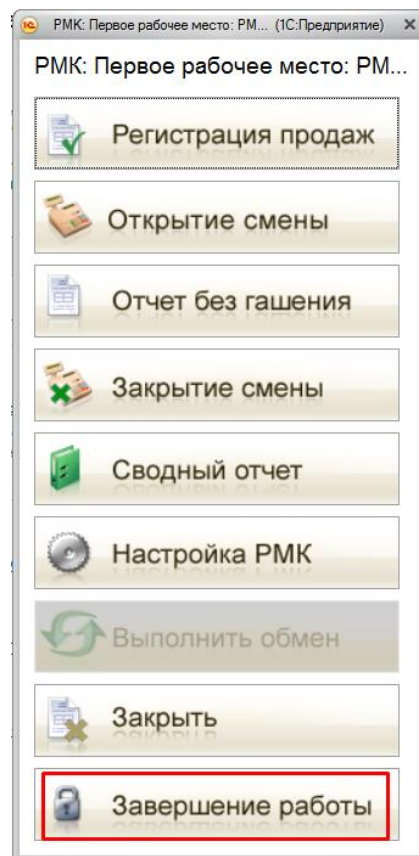 РМК: Первое рабочее место: РМ... (1С:Предприятие)
РМК: Первое рабочее место: РМ...
Регистрация продаж
Открытие смены
Отчет без гашения
Закрытие смены
Сводный отчет
Настройка РМК
Выполнить обмен
Закрыть
Завершение работы